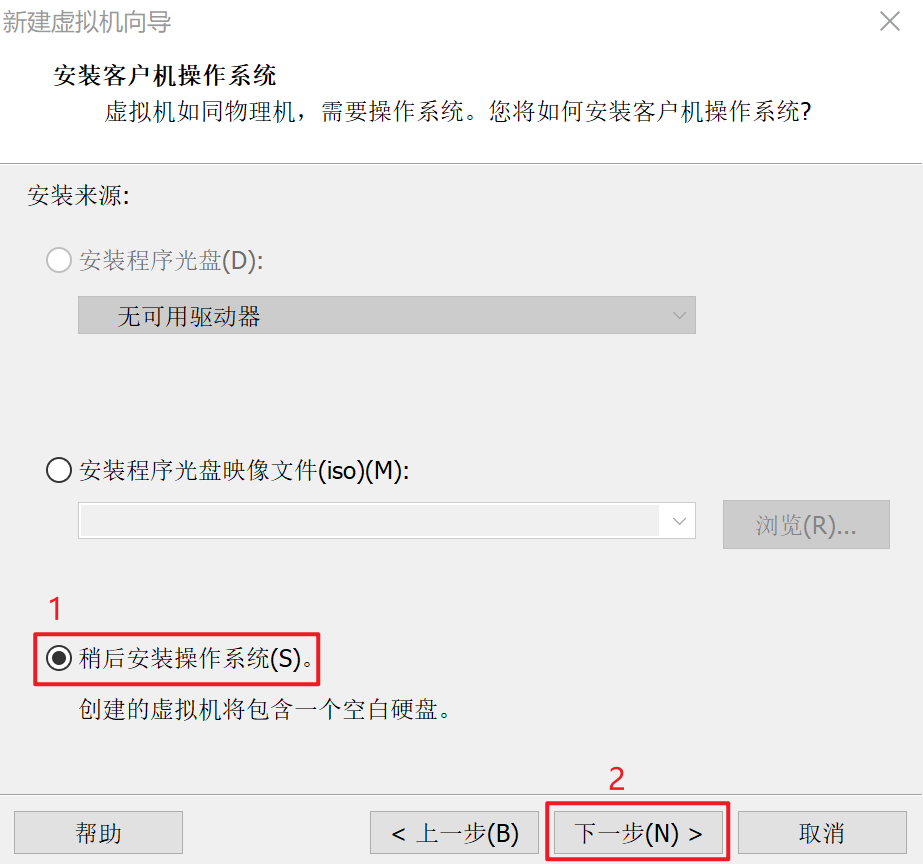 新建虚拟机向导
安装客户机操作系统
虚拟机如同物理机，需要操作系统。您将如何安装客户机操作系统?
安装来源:
安装程序光盘(D):
无可用驱动器
安装程序光盘映像文件(iso)(M):
浏览(R)...
1
稍后安装操作系统(S)。
创建的虚拟机将包含一个空白硬盘。
2
帮助
< 上一步(B)
下一步(N) >
取消